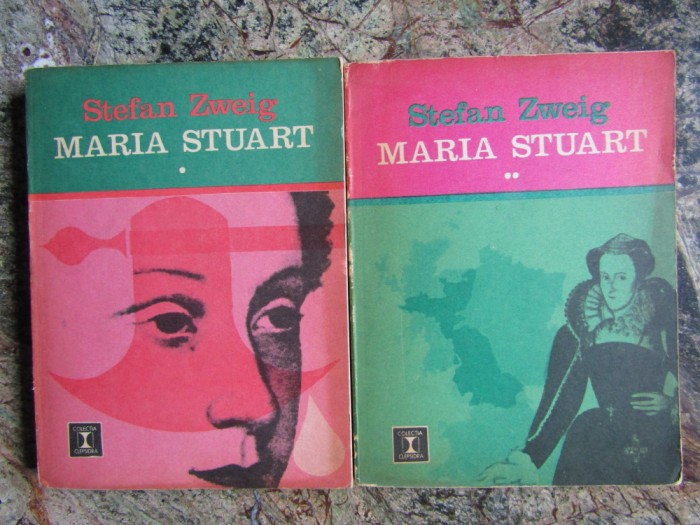 Stefan Zweig
MARIA STUART
COLECȚIA
CLEPSIDRA
Stefan Zweig
MARIA STUART
COLECȚIA
CLEPSIDRA